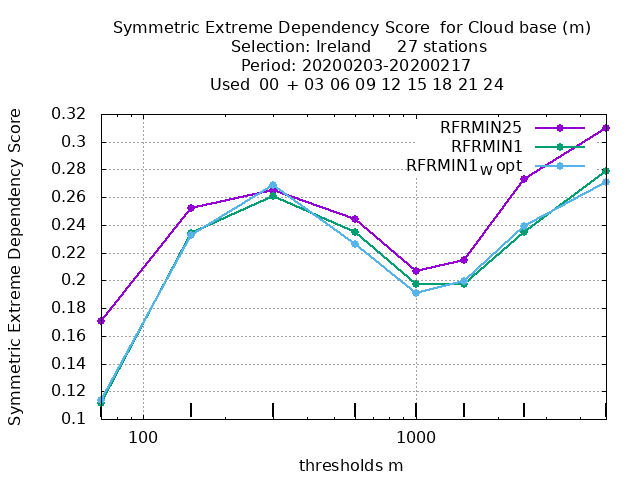 Symmetric Extreme Dependency Score  for Cloud base (m)
Selection: Ireland     27 stations
Period: 20200203-20200217
Used  00 + 03 06 09 12 15 18 21 24
Symmetric Extreme Dependency Score
0.32
0.3
0.28
0.26
0.24
0.22
0.2
0.18
0.16
0.14
0.12
0.1
RFRMIN25
RFRMIN1
RFRMIN1W opt
100 1000
thresholds m